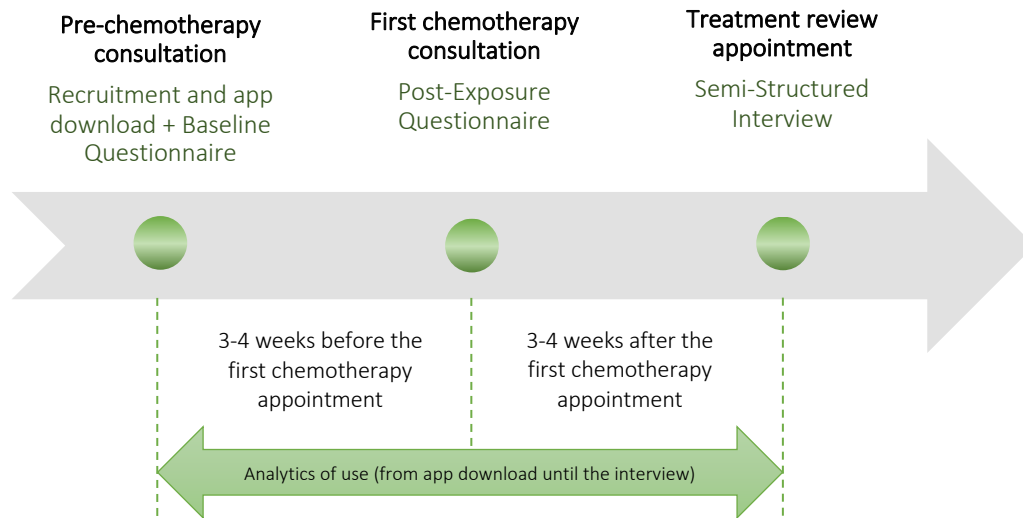 Pre-chemotherapy
consultation
Recruitment and app
download + Baseline
Questionnaire
First chemotherapy
consultation
Post-Exposure
Questionnaire
Treatment review
appointment
Semi-Structured
Interview
3-4 weeks before the
first chemotherapy
appointment
3-4 weeks after the
first chemotherapy
appointment
Analytics of use (from app download until the interview)